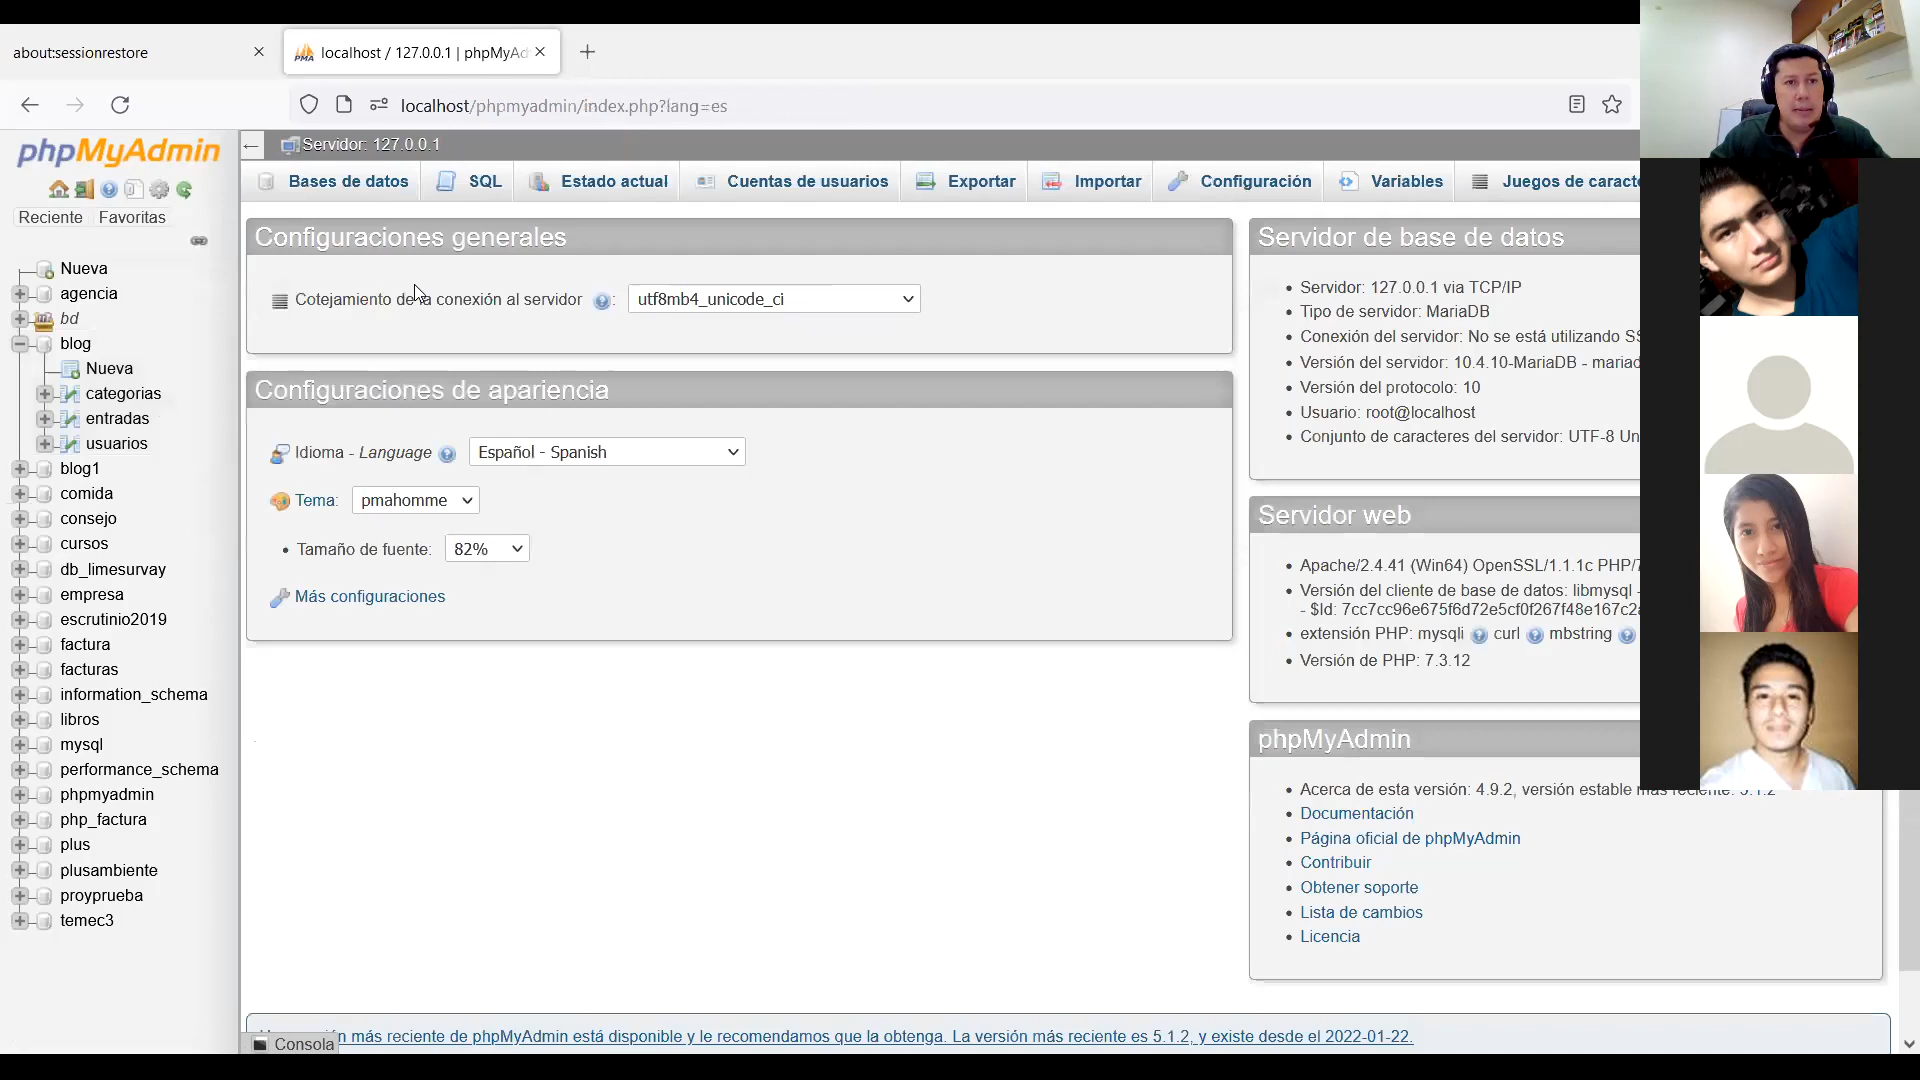 about:sessionrestore
localhost / 127.0.0.1 | phpMyAd
localhost/phpmyadmin/index.php?lang=es
phpMyAdmin
Reciente Favoritas
Nueva
agencia
bd
blog
Nueva
categorias
entradas
usuarios
blog1
comida
consejo
cursos
db_limesurvay
empresa
escrutinio2019
factura
facturas
information_schema
libros
mysql
performance_schema
phpmyadmin
php_factura
plus
plusambiente
proyprueba
temec3
Servidor: 127.0.0.1
Bases de datos SQL Estado actual Cuentas de usuarios Exportar Importar Configuración Variables Juegos de caract
Configuraciones generales
Cotejamiento de la conexión al servidor : utf8mb4_unicode_ci
Configuraciones de apariencia
Idioma - Language Español - Spanish
Tema: pmahomme
• Tamaño de fuente: 82%
Más configuraciones
Servidor de base de datos
• Servidor: 127.0.0.1 via TCP/IP
• Tipo de servidor: MariaDB
• Conexión del servidor: No se está utilizando
• Versión del servidor: 10.4.10-MariaDB -
• Versión del protocolo: 10
• Usuario: root@localhost
• Conjunto de caracteres del servidor: UTF-8
Servidor web
• Apache/2.4.41 (Win64) OpenSSL/1.1.1c PHP/7
• Versión del cliente de base de datos: libmysql -
- $Id: 7cc7cc96e675f6d72e5cf0f267f48e167c2
• extensión PHP: mysqli curl mbstring
• Versión de PHP: 7.3.12
phpMyAdmin
• Acerca de esta versión: 4.9.2, versión estable más reciente: 5.1.2
• Documentación
• Página oficial de phpMyAdmin
• Contribuir
• Obtener soporte
• Lista de cambios
• Licencia
más reciente de phpMyAdmin está disponible y le recomendamos que la obtenga. La versión más reciente es 5.1.2, y existe desde el 2022-01-22.
Consola